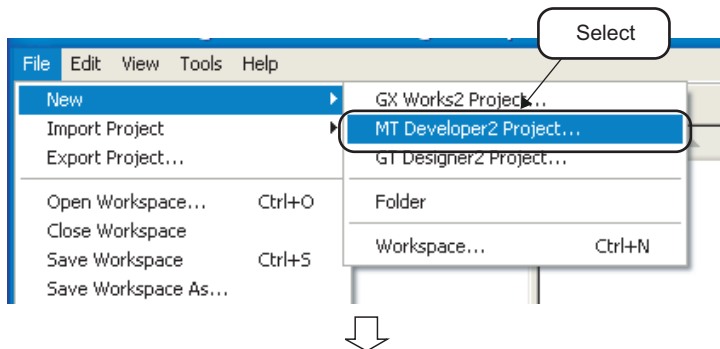 Select
File Edit View Tools Help
New
Import Project
Export Project...
Open Workspace... Ctrl+O
Close Workspace
Save Workspace Ctrl+S
Save Workspace As...
GX Works2 Project...
MT Developer2 Project...
GT Designer2 Project...
Folder
Workspace... Ctrl+N